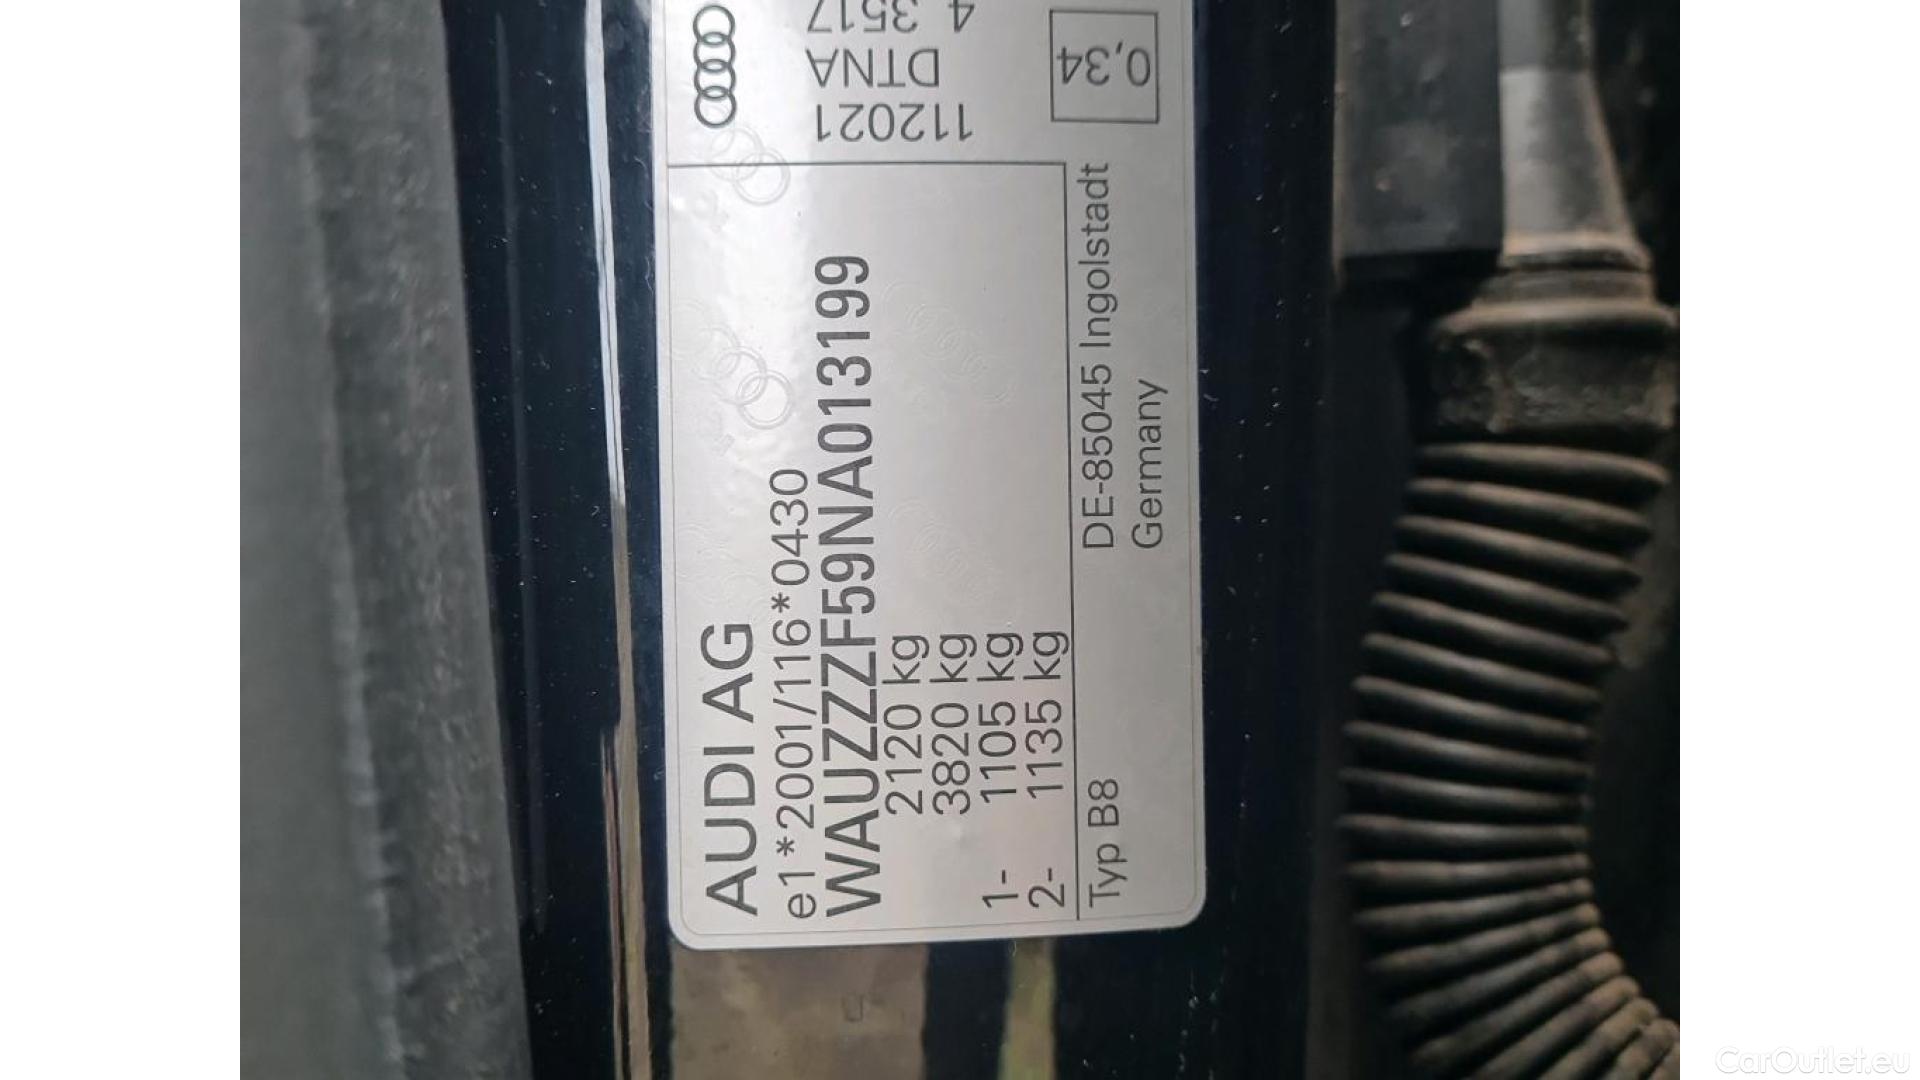 AUDI AG
e1*2001/116*0430
WAUZZZF59NA013199
2120 kg
3820 kg
1- 1105 kg
2- 1135 kg
Typ B8
DE-85045 Ingolstadt
Germany
112021
DTNA
4 3517
0,34
CarOutlet.eu